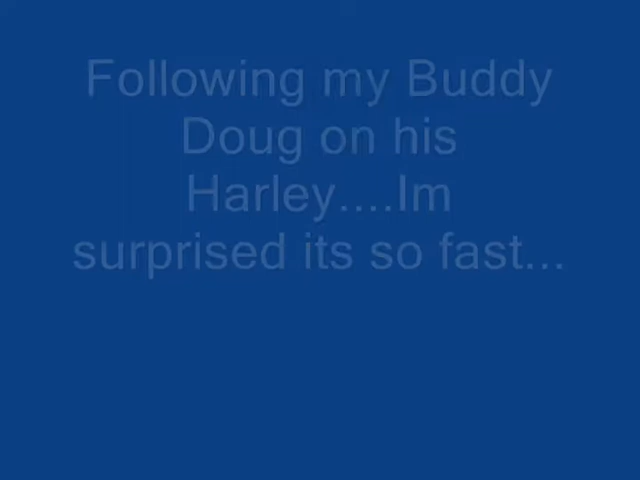 Following my Buddy
Doug on his
Harley....Im
surprised its so fast...